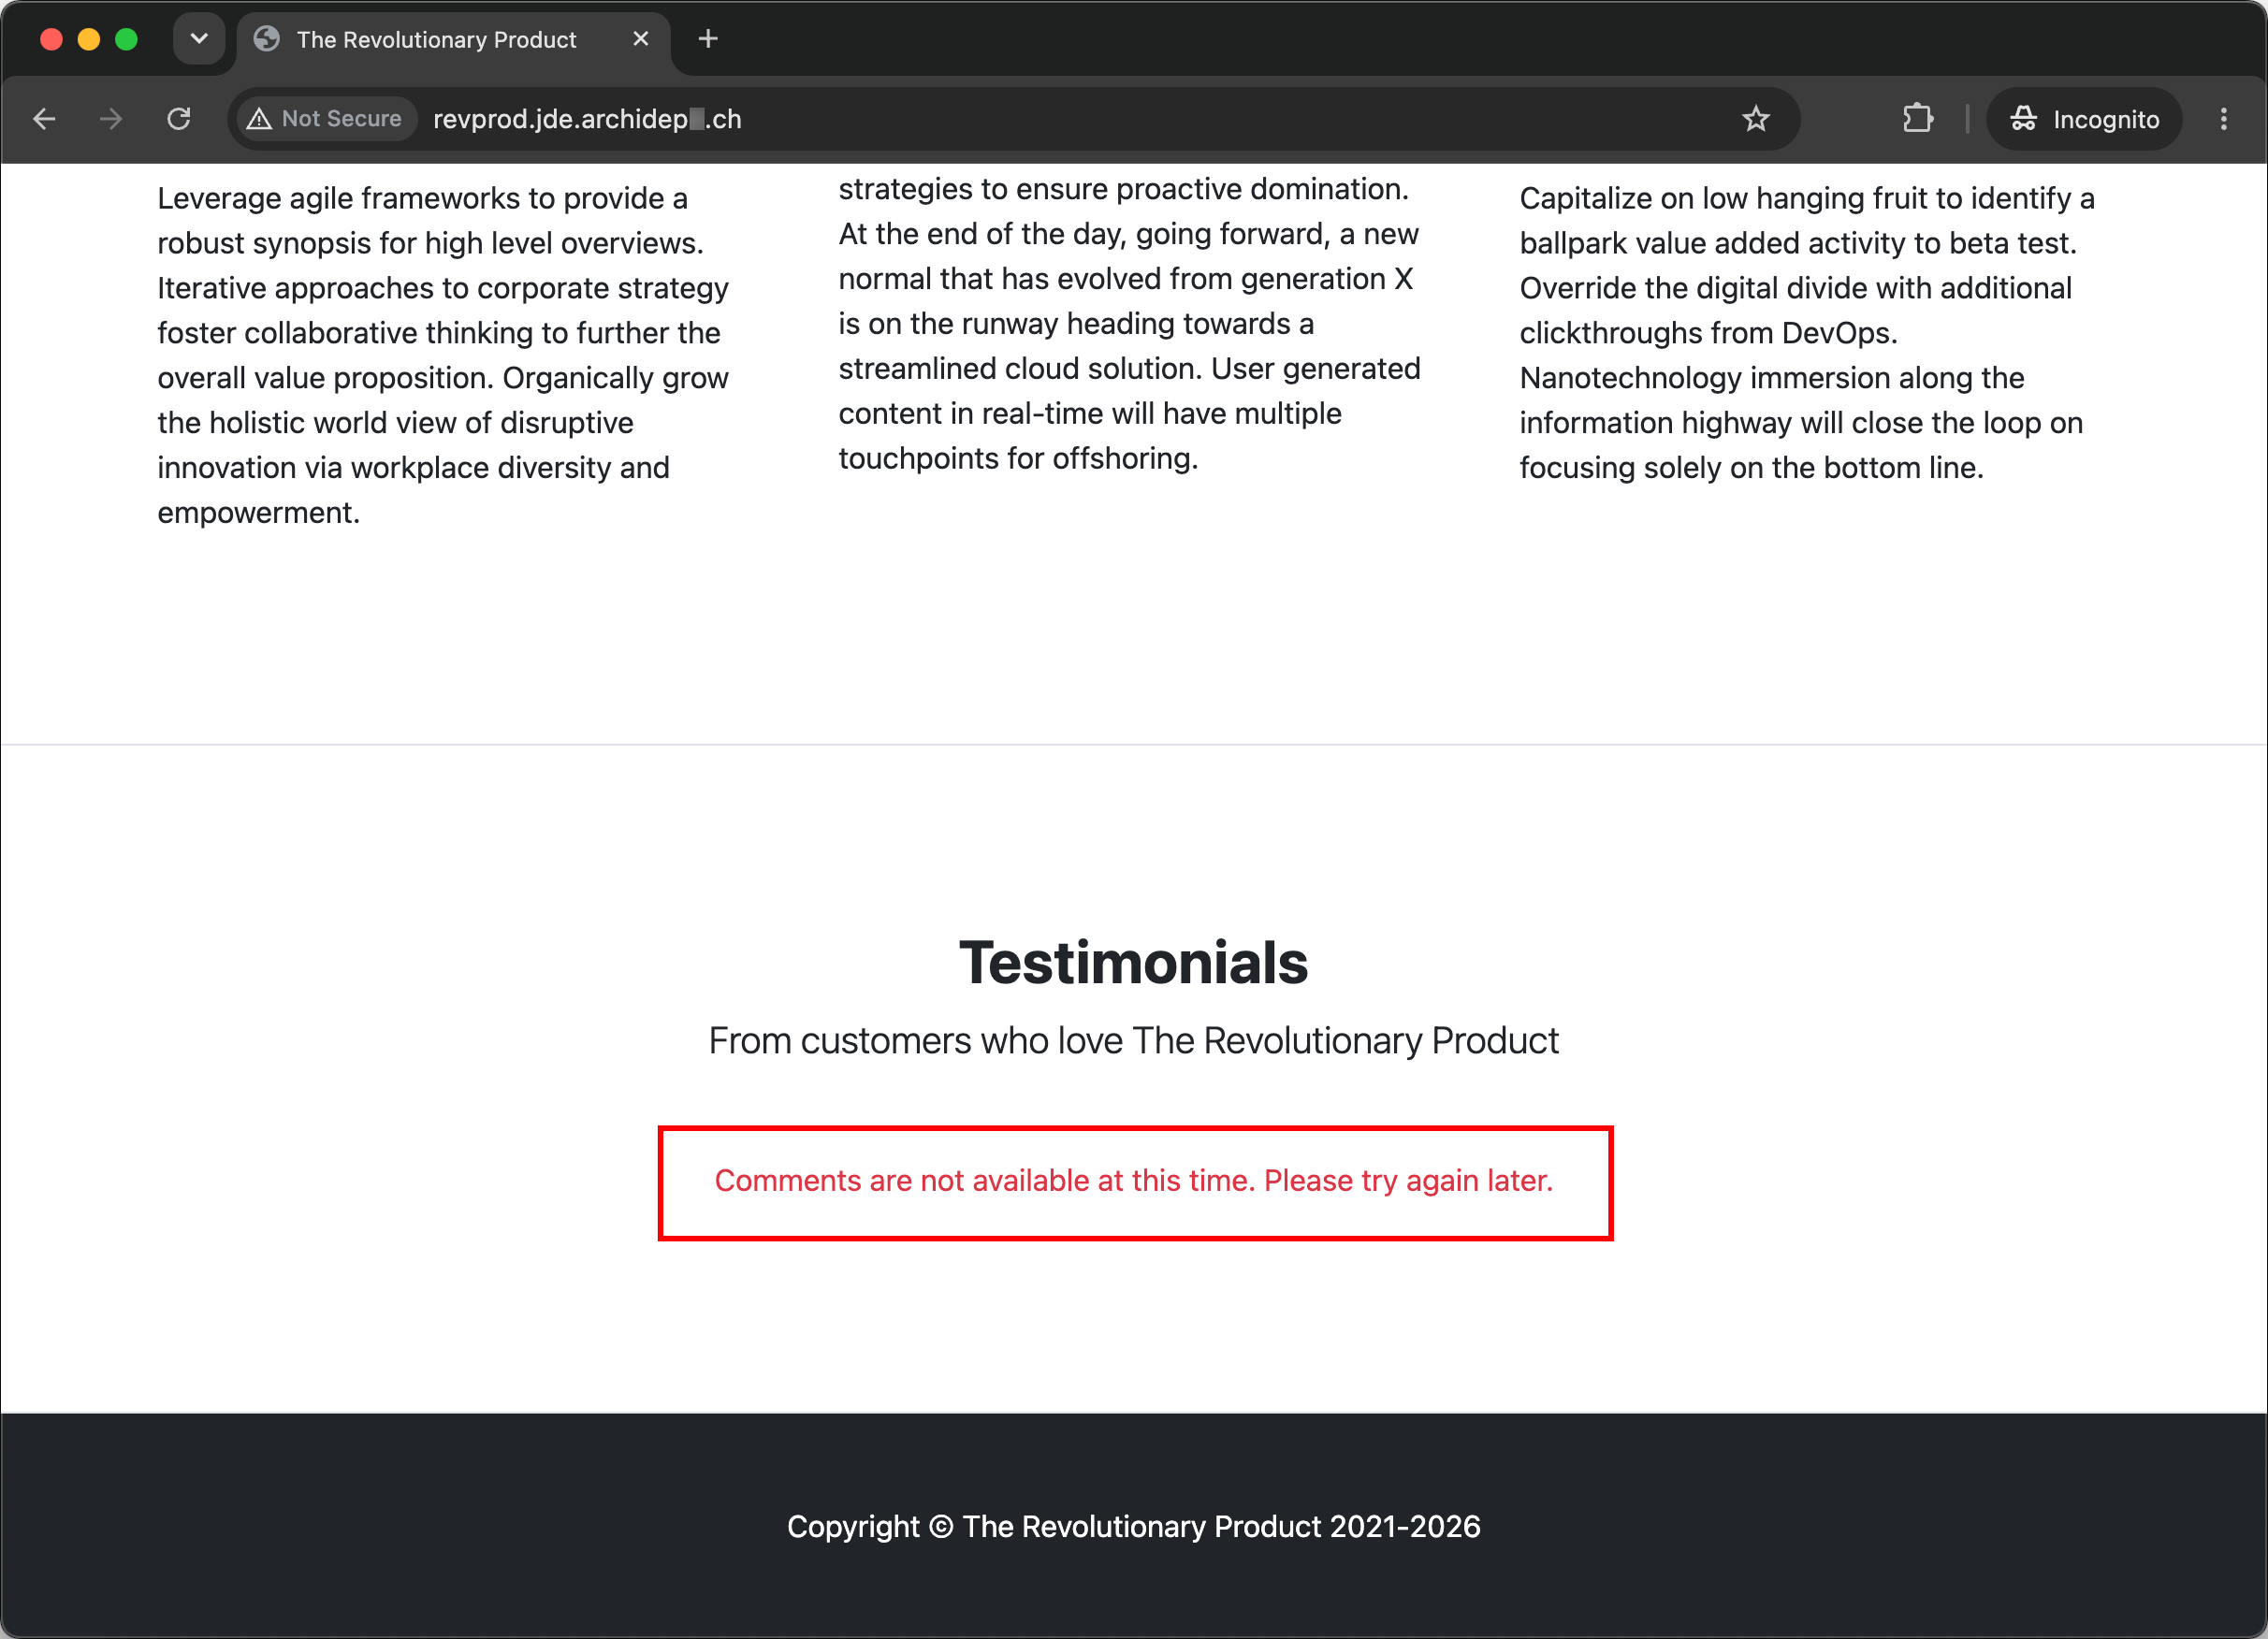 The Revolutionary Product
Not Secure
revprod.jde.archidep .ch
Incognito
Leverage agile frameworks to provide a
robust synopsis for high level overviews.
Iterative approaches to corporate strategy
foster collaborative thinking to further the
overall value proposition. Organically grow
the holistic world view of disruptive
innovation via workplace diversity and
empowerment.
strategies to ensure proactive domination.
At the end of the day, going forward, a new
normal that has evolved from generation X
is on the runway heading towards a
streamlined cloud solution. User generated
content in real-time will have multiple
touchpoints for offshoring.
Capitalize on low hanging fruit to identify a
ballpark value added activity to beta test.
Override the digital divide with additional
clickthroughs from DevOps.
Nanotechnology immersion along the
information highway will close the loop on
focusing solely on the bottom line.
Testimonials
From customers who love The Revolutionary Product
Comments are not available at this time. Please try again later.
Copyright © The Revolutionary Product 2021-2026